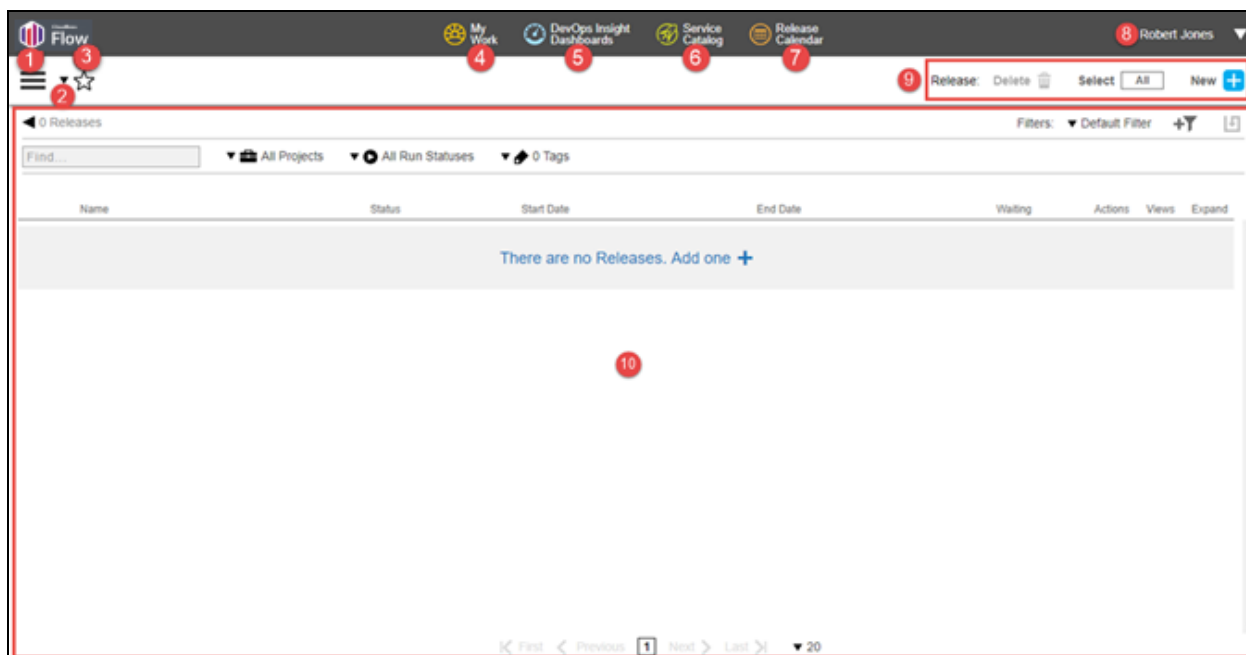 CloudBees
Flow
My
Work
DevOps Insight
Dashboards
Service
Catalog
Release
Calendar
8 Robert Jones
1 3 4 5 6 7
2
9 Release: Delete Select All New
0 Releases
Filters: Default Filter
Find...
All Projects All Run Statuses 0 Tags
Name Status Start Date End Date Waiting Actions Views Expand
There are no Releases. Add one
10
First Previous 1 Next Last 20